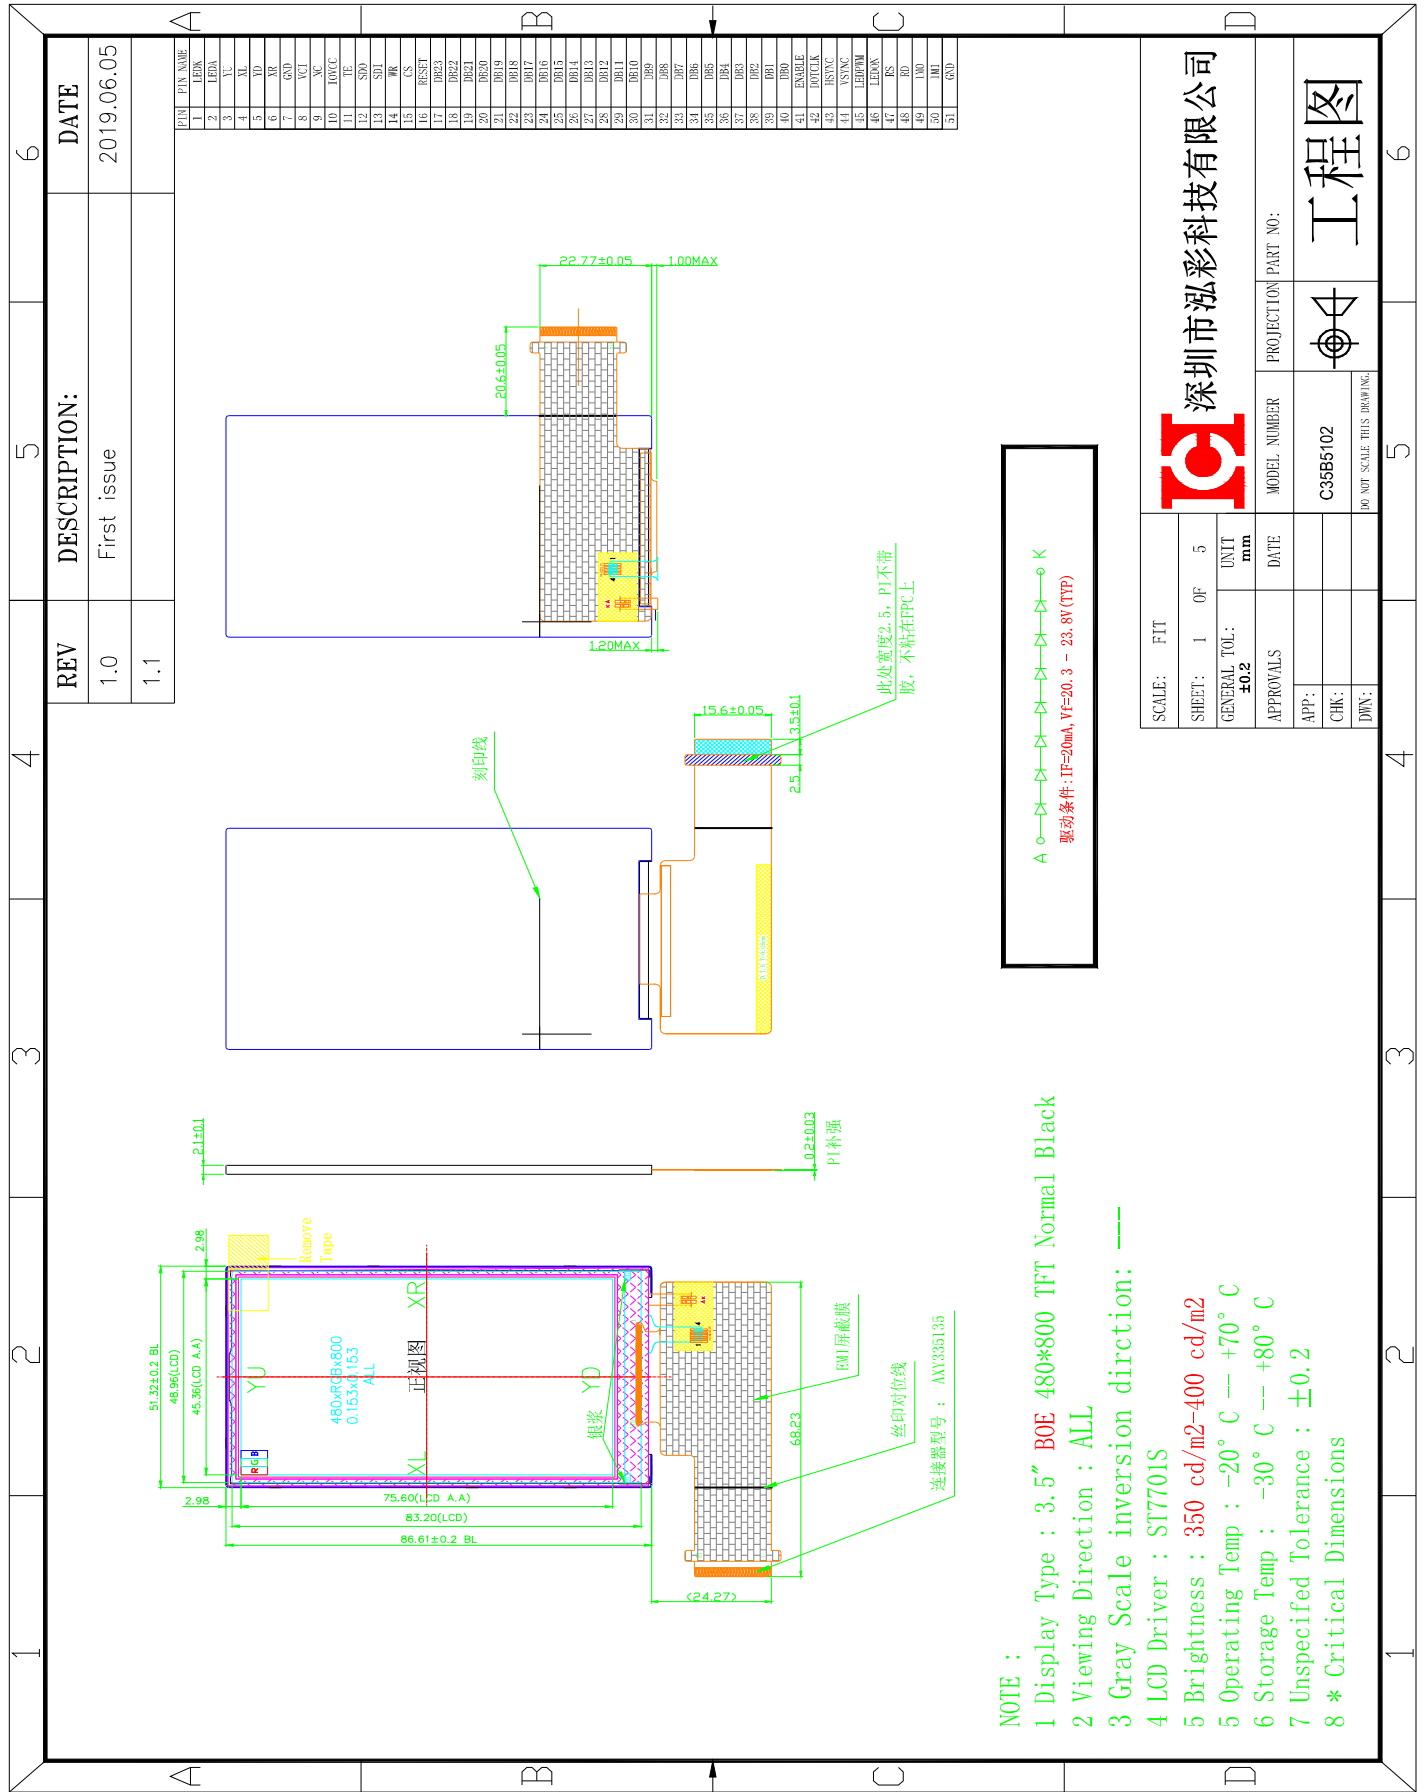 1
2
3
4
5
6
A
B
C
D
REV
DESCRIPTION:
DATE
1.0
First issue
2019.06.05
1.1
PIN
PIN NAME
1 LEDK
2 LEDA
3 YU
4 XL
5 YD
6 XR
7 GND
8 VCI
9 NC
10 IOVCC
11 TE
12 SDO
13 SDI
14 WR
15 CS
16 RESET
17 DB23
18 DB22
19 DB21
20 DB20
21 DB19
22 DB18
23 DB17
24 DB16
25 DB15
26 DB14
27 DB13
28 DB12
29 DB11
30 DB10
31 DB9
32 DB8
33 DB7
34 DB6
35 DB5
36 DB4
37 DB3
38 DB2
39 DB1
40 DB0
41 ENABLE
42 DOTCLK
43 HSYNC
44 VSYNC
45 LEDPWM
46 LEDON
47 RS
48 RD
49 IM0
50 IM1
51 GND
51.32±0.2 BL
48.96(LCD)
45.36(LCD A.A)
2.98
2.98
75.60(LCD A.A)
83.20(LCD)
86.61±0.2 BL
Remove
Tape
R G B
YU
XL
XR
YD
480xRGBx800
0.153x0.153
ALL
正视图
银浆
(24.27)
68.23
EMI屏蔽膜
丝印对位线
连接器型号：AXY335135
2.1±0.1
0.2±0.03
PI补强
刻印线
15.6±0.05
3.5±0.1
2.5
此处宽度2.5，PI不带
胶，不粘在FPC上
20.6±0.05
22.77±0.05
1.00MAX
1.20MAX
A
K
驱动条件:IF=20mA,Vf=20.3 - 23.8V(TYP)
NOTE :
1 Display Type : 3.5" BOE 480*800 TFT Normal Black
2 Viewing Direction : ALL
3 Gray Scale inversion dirction: ——
4 LCD Driver : ST7701S
5 Brightness : 350 cd/m2-400 cd/m2
5 Operating Temp : -20° C –– +70° C
6 Storage Temp : -30° C –– +80° C
7 Unspecifed Tolerance : ±0.2
8 * Critical Dimensions
SCALE: FIT
SHEET: 1 OF 5
GENERAL TOL:
±0.2
UNIT
mm
APPROVALS
DATE
APP:
CHK:
DWN:
深圳市泓彩科技有限公司
MODEL NUMBER
PROJECTION
PART NO:
C35B5102
DO NOT SCALE THIS DRAWING.
工程图
1
2
3
4
5
6
A
B
C
D